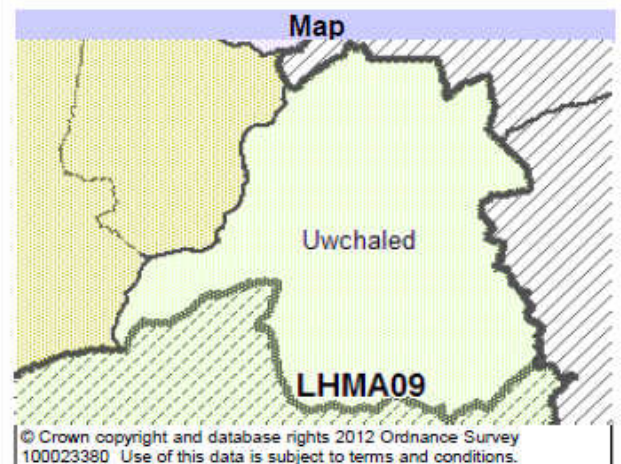 Map
Uwchaled
LHMA09
© Crown copyright and database rights 2012 Ordnance Survey
100023380 Use of this data is subject to terms and conditions.